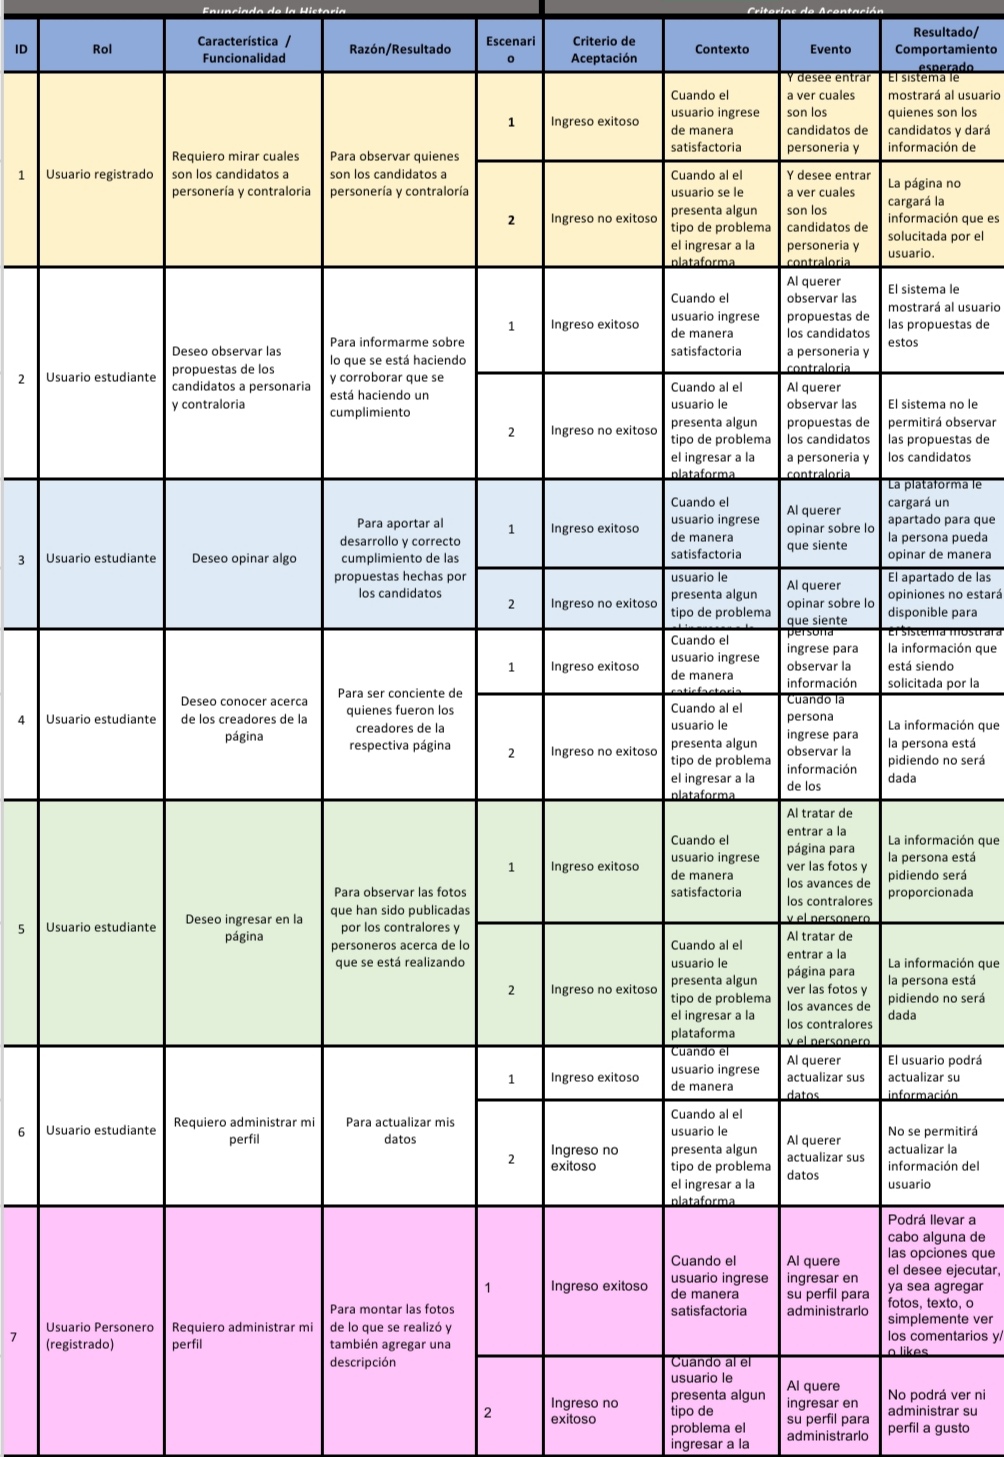 Enunciado de la Historia
Criterios de Aceptación
ID
Rol
Característica /
Funcionalidad
Razón/Resultado
Escenari
o
Criterio de
Aceptación
Contexto
Evento
Resultado/
Comportamiento
esperado
1
Usuario registrado
Requiero mirar cuales
son los candidatos a
personería y contraloria
Para observar quienes
son los candidatos a
personería y contraloría
1
Ingreso exitoso
Cuando el
usuario ingrese
de manera
satisfactoria
Y desee entrar
a ver cuales
son los
candidatos de
personeria y
El sistema le
mostrará al usuario
quienes son los
candidatos y dará
información de
2
Ingreso no exitoso
Cuando al el
usuario se le
presenta algun
tipo de problema
el ingresar a la
plataforma
Y desee entrar
a ver cuales
son los
candidatos de
personeria y
contraloria
La página no
cargará la
información que es
solucitada por el
usuario.
2
Usuario estudiante
Deseo observar las
propuestas de los
candidatos a personaria
y contraloria
Para informarme sobre
lo que se está haciendo
y corroborar que se
está haciendo un
cumplimiento
1
Ingreso exitoso
Cuando el
usuario ingrese
de manera
satisfactoria
Al querer
observar las
propuestas de
los candidatos
a personeria y
contraloria
El sistema le
mostrará al usuario
las propuestas de
estos
2
Ingreso no exitoso
Cuando al el
usuario le
presenta algun
tipo de problema
el ingresar a la
plataforma
Al querer
observar las
propuestas de
los candidatos
a personeria y
contraloria
El sistema no le
permitirá observar
las propuestas de
los candidatos
3
Usuario estudiante
Deseo opinar algo
Para aportar al
desarrollo y correcto
cumplimiento de las
propuestas hechas por
los candidatos
1
Ingreso exitoso
Cuando el
usuario ingrese
de manera
satisfactoria
Al querer
opinar sobre lo
que siente
La plataforma le
cargará un
apartado para que
la persona pueda
opinar de manera
2
Ingreso no exitoso
usuario le
presenta algun
tipo de problema
Al querer
opinar sobre lo
que siente
El apartado de las
opiniones no estará
disponible para
4
Usuario estudiante
Deseo conocer acerca
de los creadores de la
página
Para ser conciente de
quienes fueron los
creadores de la
respectiva página
1
Ingreso exitoso
Cuando el
usuario ingrese
de manera
satisfactoria
persona
ingrese para
observar la
información
El sistema mostrará
la información que
está siendo
solicitada por la
2
Ingreso no exitoso
Cuando al el
usuario le
presenta algun
tipo de problema
el ingresar a la
plataforma
Cuando la
persona
ingrese para
observar la
información
de los
La información que
la persona está
pidiendo no será
dada
5
Usuario estudiante
Deseo ingresar en la
página
Para observar las fotos
que han sido publicadas
por los contralores y
personeros acerca de lo
que se está realizando
1
Ingreso exitoso
Cuando el
usuario ingrese
de manera
satisfactoria
Al tratar de
entrar a la
página para
ver las fotos y
los avances de
los contralores
y el personero
La información que
la persona está
pidiendo será
proporcionada
2
Ingreso no exitoso
Cuando al el
usuario le
presenta algun
tipo de problema
el ingresar a la
plataforma
Al tratar de
entrar a la
página para
ver las fotos y
los avances de
los contralores
y el personero
La información que
la persona está
pidiendo no será
dada
6
Usuario estudiante
Requiero administrar mi
perfil
Para actualizar mis
datos
1
Ingreso exitoso
Cuando el
usuario ingrese
de manera
Al querer
actualizar sus
datos
El usuario podrá
actualizar su
información
2
Ingreso no
exitoso
Cuando al el
usuario le
presenta algun
tipo de problema
el ingresar a la
plataforma
Al querer
actualizar sus
datos
No se permitirá
actualizar la
información del
usuario
7
Usuario Personero
(registrado)
Requiero administrar mi
perfil
Para montar las fotos
de lo que se realizó y
también agregar una
descripción
1
Ingreso exitoso
Cuando el
usuario ingrese
de manera
satisfactoria
Al quere
ingresar en
su perfil para
administrarlo
Podrá llevar a
cabo alguna de
las opciones que
el desee ejecutar,
ya sea agregar
fotos, texto, o
simplemente ver
los comentarios y/
o likes
2
Ingreso no
exitoso
Cuando al el
usuario le
presenta algun
tipo de
problema el
ingresar a la
Al quere
ingresar en
su perfil para
administrarlo
No podrá ver ni
administrar su
perfil a gusto